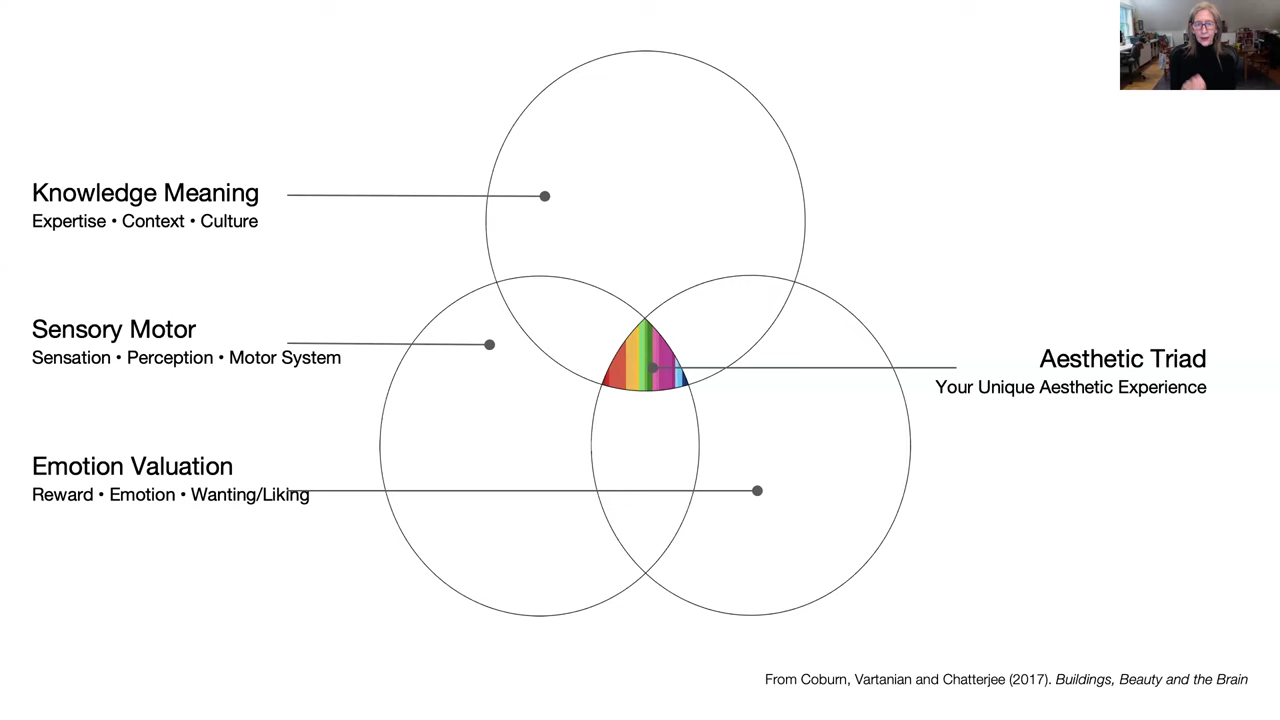 Knowledge Meaning
Expertise • Context • Culture
Sensory Motor
Sensation • Perception • Motor System
Emotion Valuation
Reward • Emotion • Wanting/Liking
Aesthetic Triad
Your Unique Aesthetic Experience
From Coburn, Vartanian and Chatterjee (2017). Buildings, Beauty and the Brain